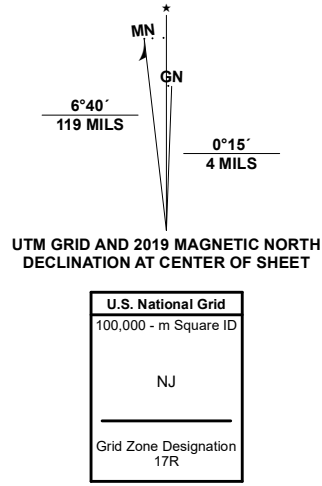 ★
MN
GN
6°40´
119 MILS
0°15´
4 MILS
UTM GRID AND 2019 MAGNETIC NORTH
DECLINATION AT CENTER OF SHEET
U.S. National Grid
100,000 - m Square ID
NJ
Grid Zone Designation
17R